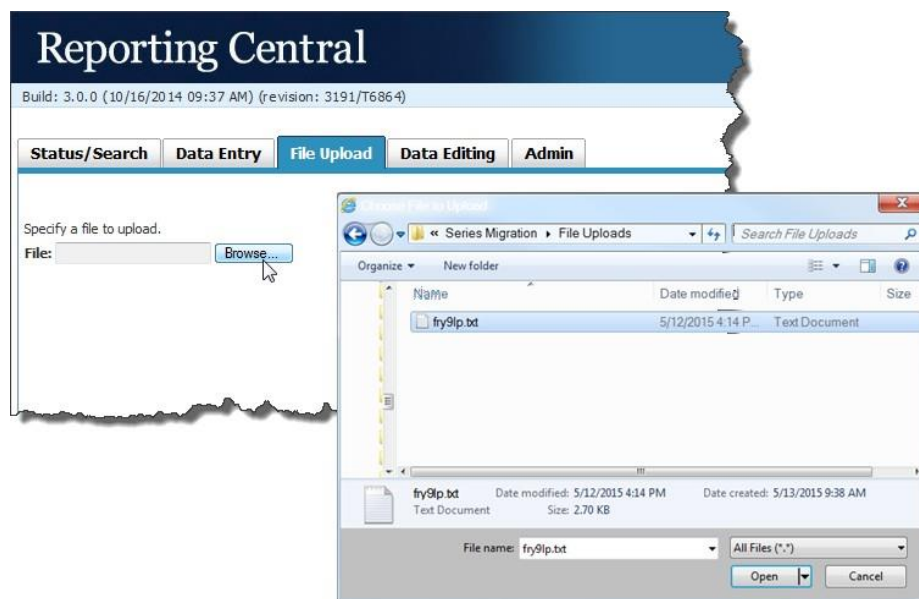 Reporting Central
Build: 3.0.0 (10/16/2014 09:37 AM) (revision: 3191/T6864)
Status/Search Data Entry File Upload Data Editing Admin
Specify a file to upload.
File: Browse...
Choose File to Upload
« Series Migration File Uploads Search File Uploads
Organize New folder
Name Date modified Type Size
fry9lp.txt 5/12/2015 4:14 P... Text Document
fry9lp.txt Date modified: 5/12/2015 4:14 PM Date created: 5/13/2015 9:38 AM
Text Document Size: 2.70 KB
File name: fry9lp.txt All Files (*.*)
Open Cancel